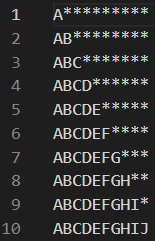 1 A*********
2 AB********
3 ABC*******
4 ABCD******
5 ABCDE*****
6 ABCDEF****
7 ABCDEFG***
8 ABCDEFGH**
9 ABCDEFGHI*
10 ABCDEFGHIJ